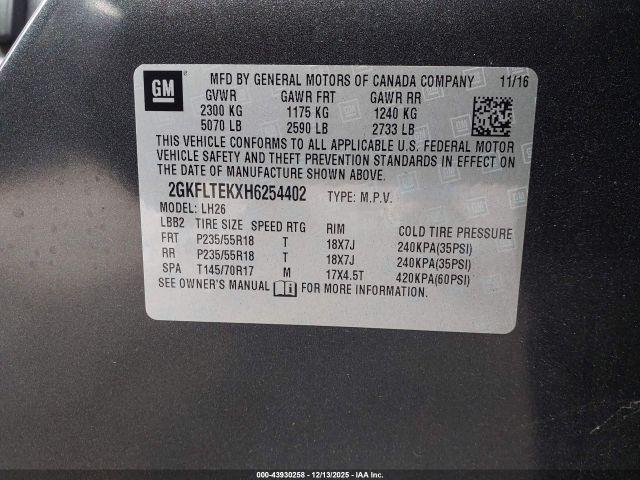 GM
MFD BY GENERAL MOTORS OF CANADA COMPANY 11/16
GVWR GAWR FRT GAWR RR
2300 KG 1175 KG 1240 KG
5070 LB 2590 LB 2733 LB
THIS VEHICLE CONFORMS TO ALL APPLICABLE U.S. FEDERAL MOTOR
VEHICLE SAFETY AND THEFT PREVENTION STANDARDS IN EFFECT ON
THE DATE OF MANUFACTURE SHOWN ABOVE.
2GKFLTEKXH6254402 TYPE: M.P.V.
MODEL: LH26
LBB2 TIRE SIZE SPEED RTG RIM COLD TIRE PRESSURE
FRT P235/55R18 T 18X7J 240KPA(35PSI)
RR P235/55R18 T 18X7J 240KPA(35PSI)
SPA T145/70R17 M 17X4.5T 420KPA(60PSI)
SEE OWNER'S MANUAL FOR MORE INFORMATION.
000-43930258 - 12/13/2025 - IAAI.com